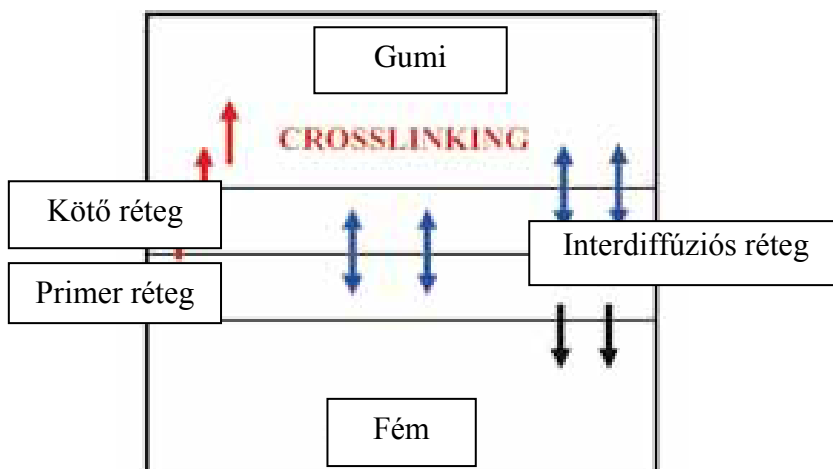 Gumi
CROSSLINKING
Kötő réteg
Interdiffúziós réteg
Primer réteg
Fém